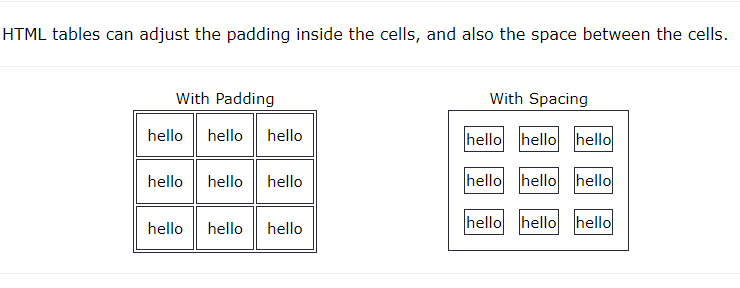 HTML tables can adjust the padding inside the cells, and also the space between the cells.
With Padding
hello hello hello
hello hello hello
hello hello hello
With Spacing
hello hello hello
hello hello hello
hello hello hello